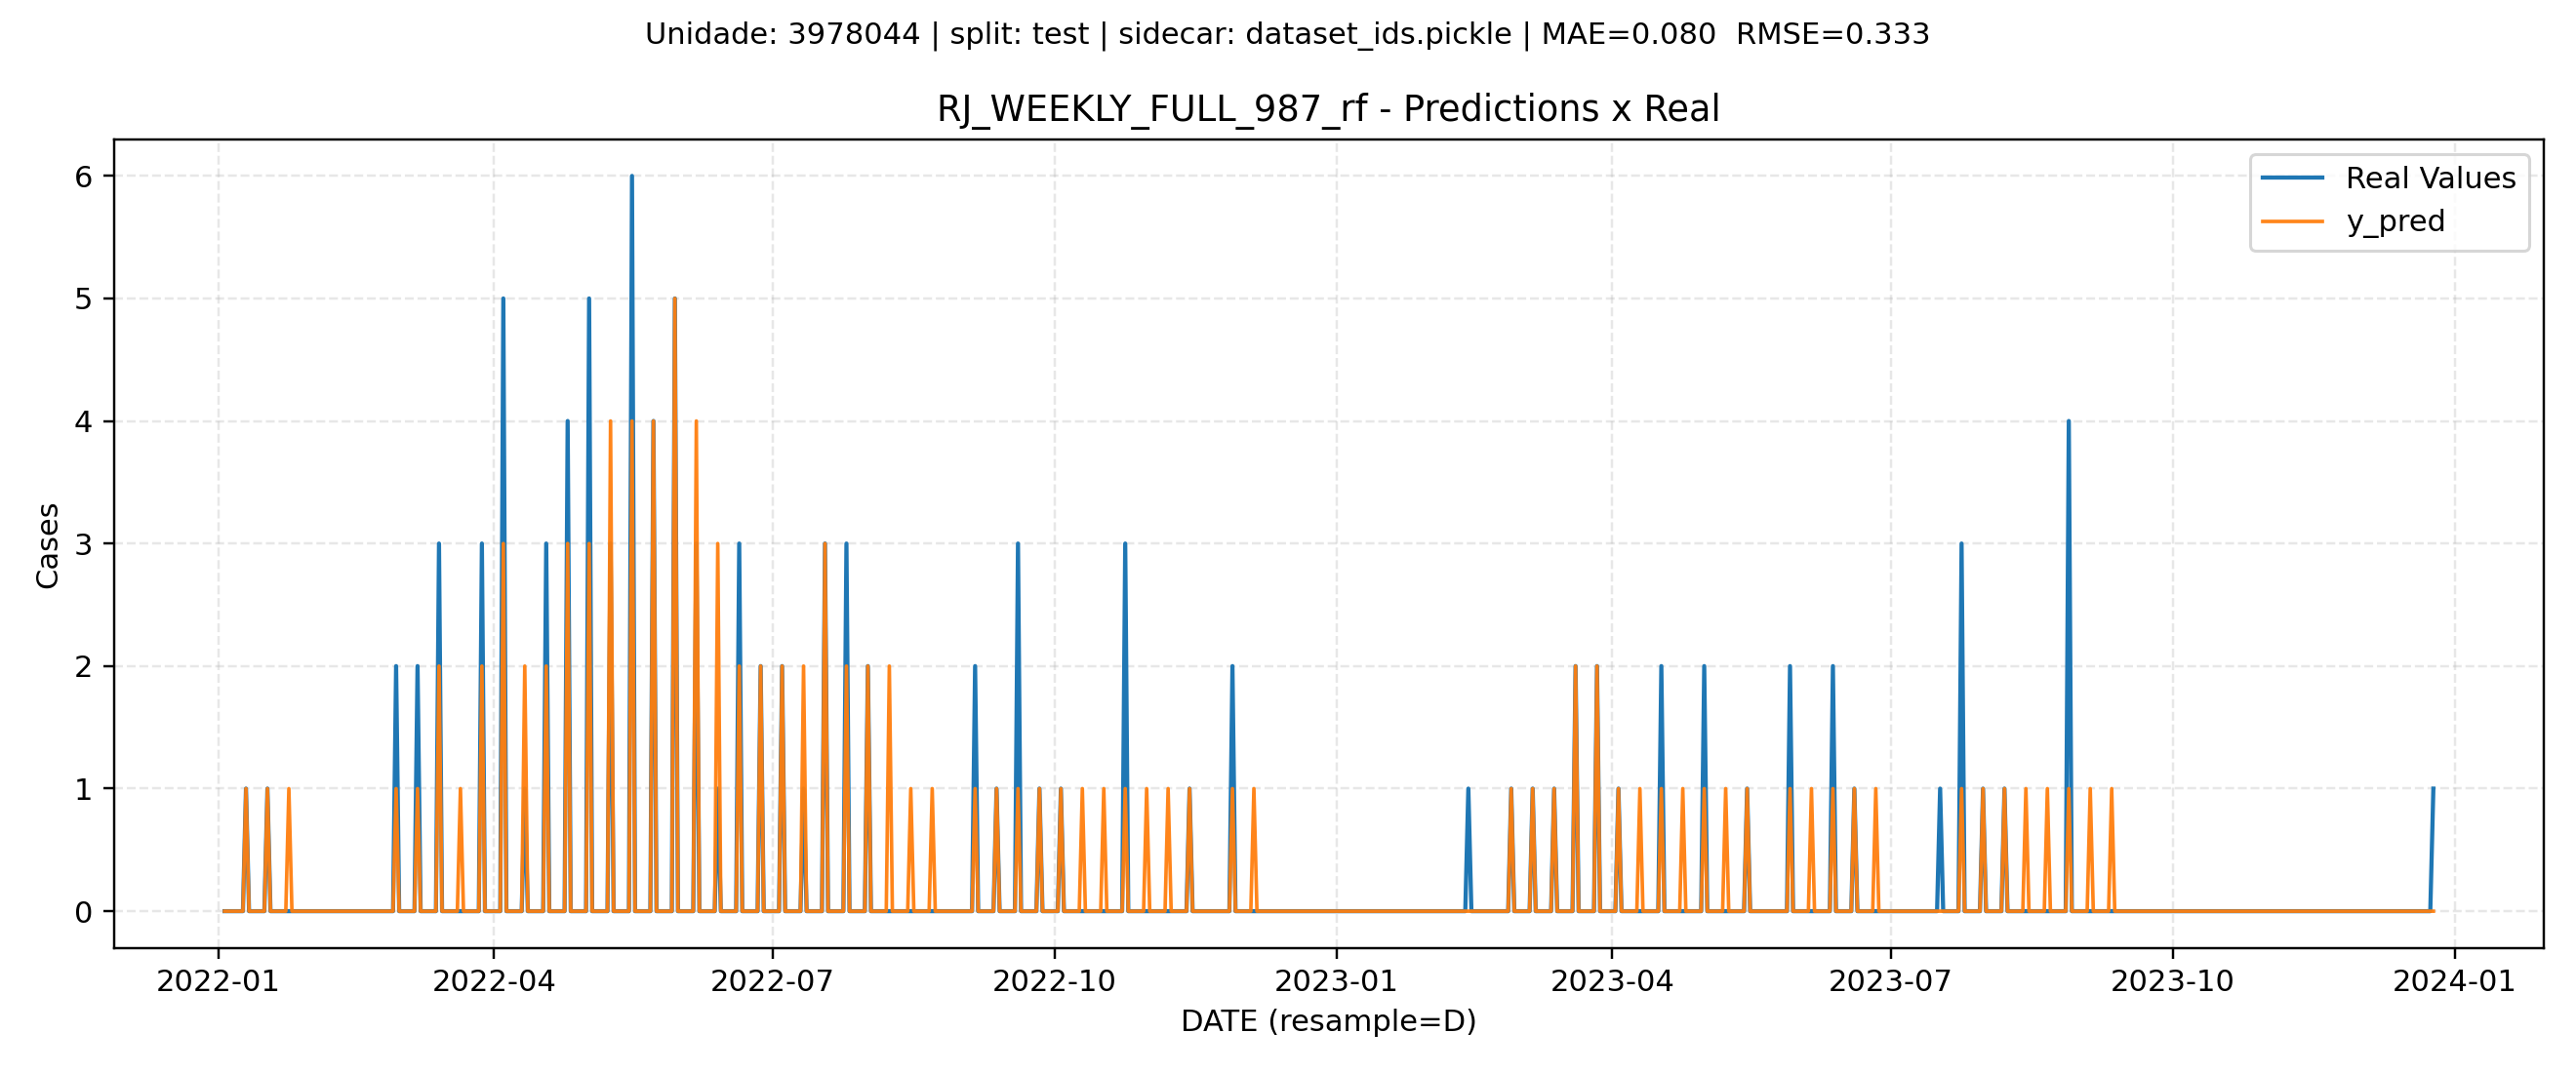 Unidade: 3978044 | split: test | sidecar: dataset_ids.pickle | MAE=0.080  RMSE=0.333
RJ_WEEKLY_FULL_987_rf - Predictions x Real
Real Values
y_pred
Cases
6
5
4
3
2
1
0
2022-01
2022-04
2022-07
2022-10
2023-01
2023-04
2023-07
2023-10
2024-01
DATE (resample=D)